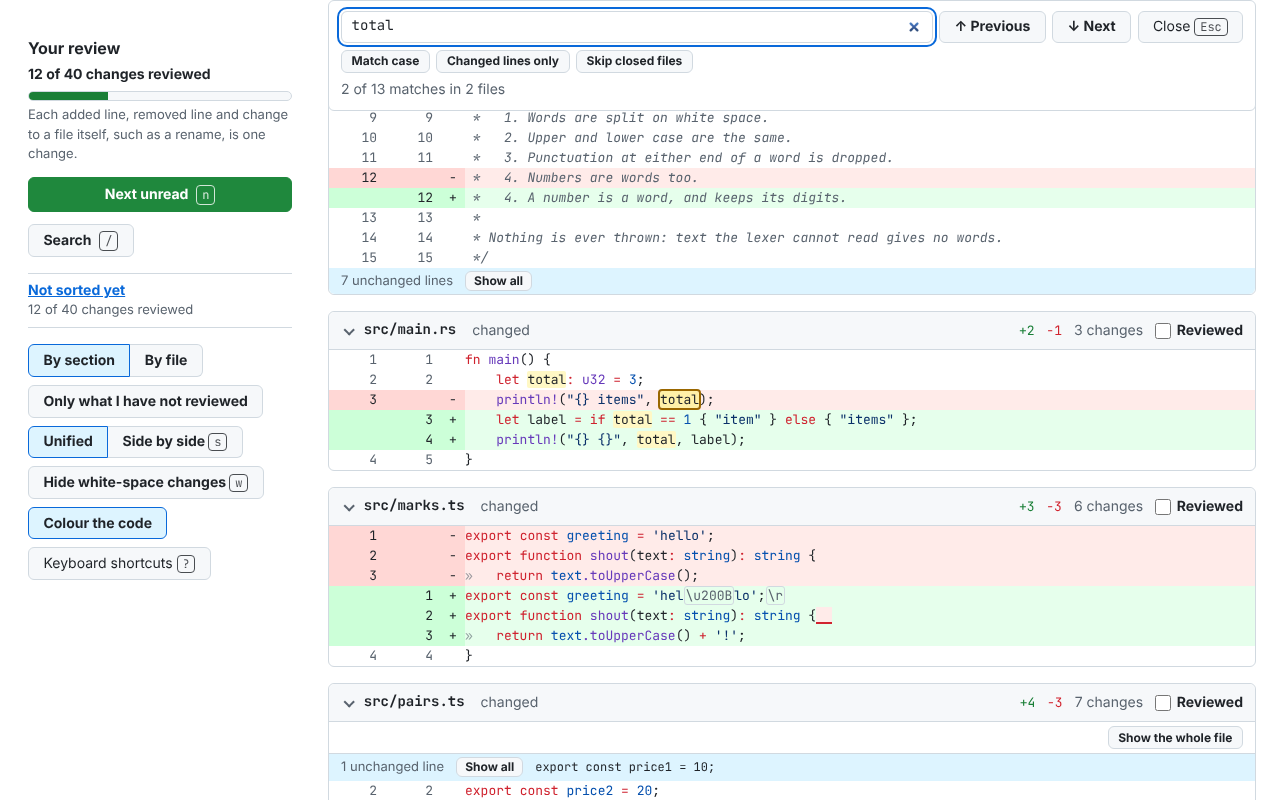 Your review
12 of 40 changes reviewed
Each added line, removed line and change
to a file itself, such as a rename, is one
change.
Next unread n
Search /
Not sorted yet
12 of 40 changes reviewed
By section By file
Only what I have not reviewed
Unified Side by side s
Hide white-space changes w
Colour the code
Keyboard shortcuts ?
total × ↑ Previous ↓ Next Close Esc
Match case Changed lines only Skip closed files
2 of 13 matches in 2 files
9 9 * 1. Words are split on white space.
10 10 * 2. Upper and lower case are the same.
11 11 * 3. Punctuation at either end of a word is dropped.
12 - * 4. Numbers are words too.
12 + * 4. A number is a word, and keeps its digits.
13 13 *
14 14 * Nothing is ever thrown: text the lexer cannot read gives no words.
15 15 */
7 unchanged lines Show all
src/main.rs changed +2 -1 3 changes Reviewed
1 1 fn main() {
2 2 let total: u32 = 3;
3 - println!("{} items", total);
3 + let label = if total == 1 { "item" } else { "items" };
4 + println!("{} {}", total, label);
4 5 }
src/marks.ts changed +3 -3 6 changes Reviewed
1 - export const greeting = 'hello';
2 - export function shout(text: string): string {
3 - » return text.toUpperCase();
1 + export const greeting = 'hel\u200Blo';\r
2 + export function shout(text: string): string {
3 + » return text.toUpperCase() + '!';
4 4 }
src/pairs.ts changed +4 -3 7 changes Reviewed
Show the whole file
1 unchanged line Show all export const price1 = 10;
2 2 export const price2 = 20;